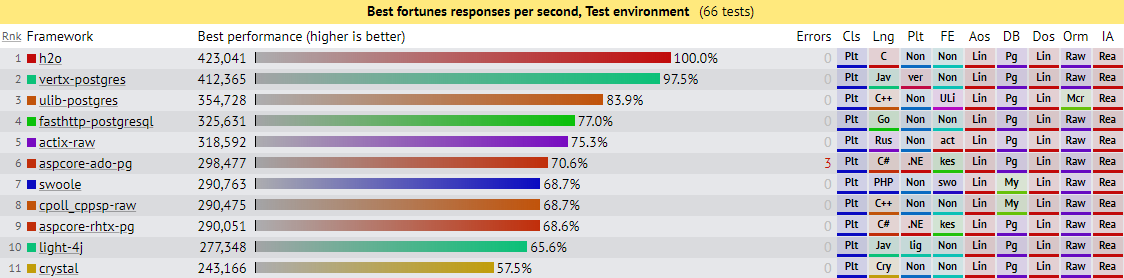 Best fortunes responses per second, Test environment (66 tests)
Rnk Framework Best performance (higher is better) Errors Cls Lng Plt FE Aos DB Dos Orm IA
1 h2o 423,041 100.0% 0 Plt C Non Non Lin Pg Lin Raw Rea
2 vertx-postgres 412,365 97.5% 0 Plt Jav ver Non Lin Pg Lin Raw Rea
3 ulib-postgres 354,728 83.9% 0 Plt C++ Non ULi Lin Pg Lin Mcr Rea
4 fasthttp-postgresql 325,631 77.0% 0 Plt Go Non Non Lin Pg Lin Raw Rea
5 actix-raw 318,592 75.3% 0 Plt Rus Non act Lin Pg Lin Raw Rea
6 aspcore-ado-pg 298,477 70.6% 3 Plt C# .NE kes Lin Pg Lin Raw Rea
7 swoole 290,763 68.7% 0 Plt PHP Non swo Lin My Lin Raw Rea
8 cpoll_cppsp-raw 290,475 68.7% 0 Plt C++ Non Non Lin My Lin Raw Rea
9 aspcore-rhtx-pg 290,051 68.6% 0 Plt C# .NE kes Lin Pg Lin Raw Rea
10 light-4j 277,348 65.6% 0 Plt Jav lig Non Lin Pg Lin Raw Rea
11 crystal 243,166 57.5% 0 Plt Cry Non Non Lin Pg Lin Raw Rea